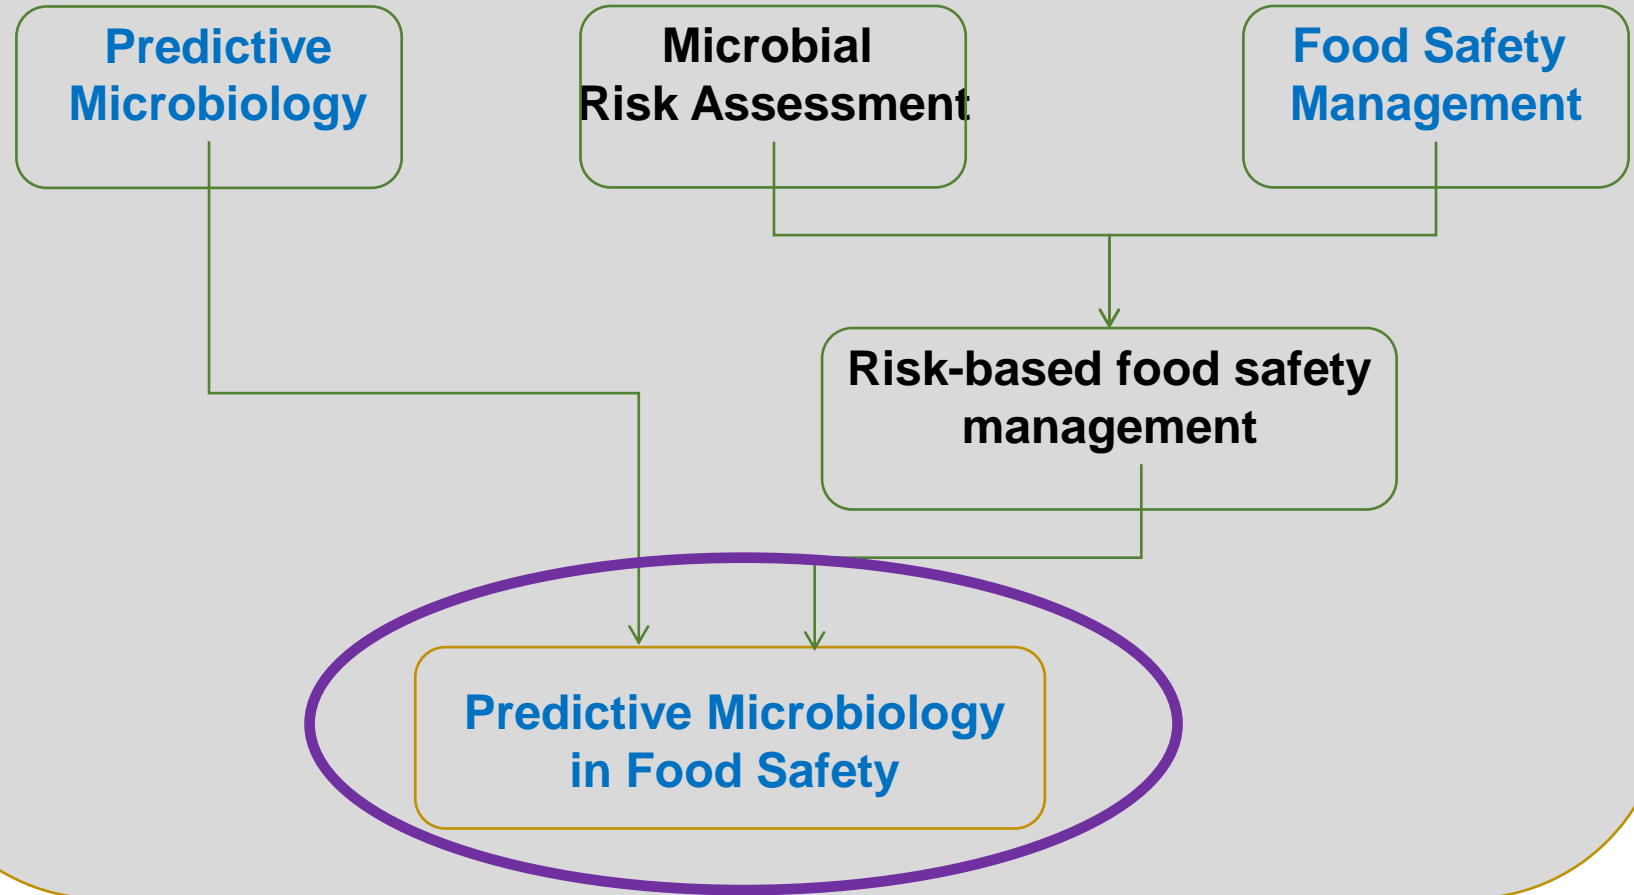 Predictive
Microbiology
Microbial
Risk Assessment
Food Safety
Management
Risk-based food safety
management
Predictive Microbiology
in Food Safety